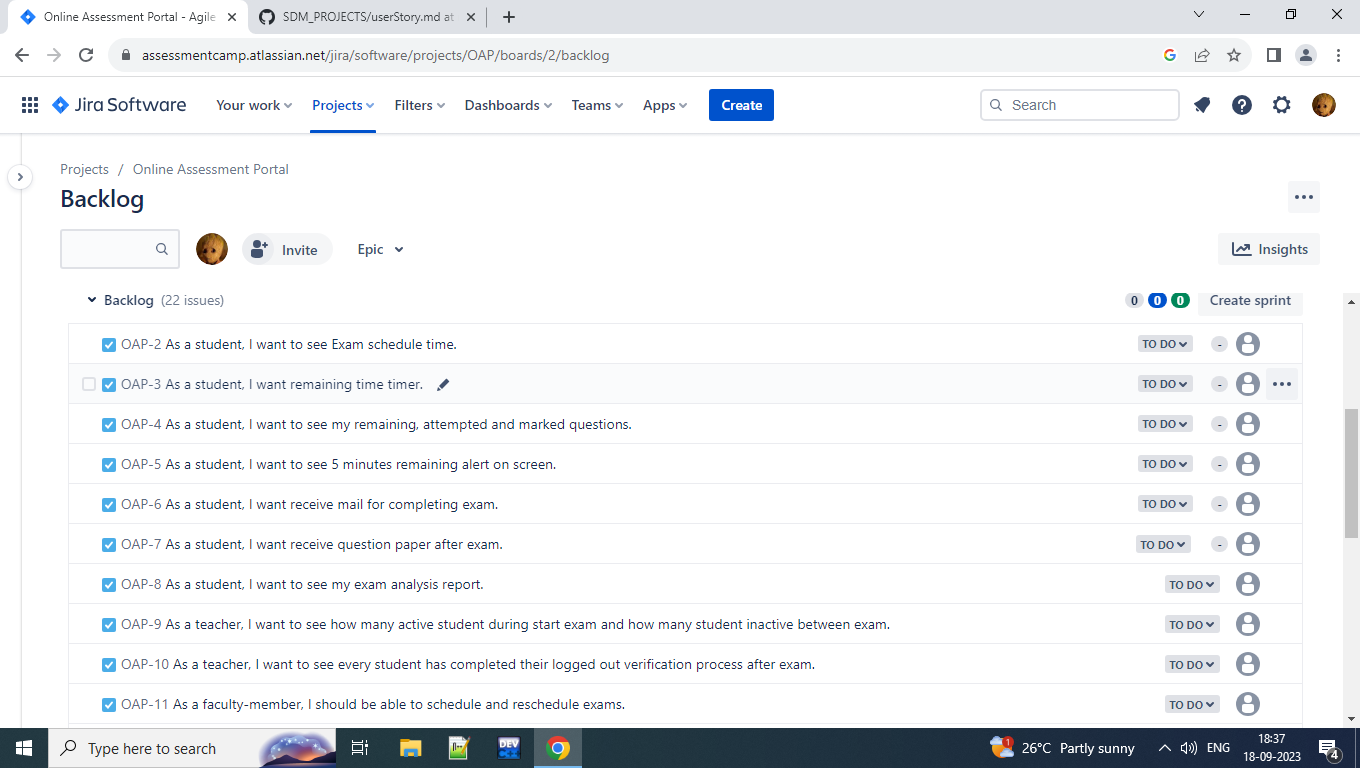 Online Assessment Portal - Agile
SDM_PROJECTS/userStory.md at
assessmentcamp.atlassian.net/jira/software/projects/OAP/boards/2/backlog
Jira Software
Your work
Projects
Filters
Dashboards
Teams
Apps
Create
Search
Projects / Online Assessment Portal
Backlog
Invite
Epic
Insights
Backlog (22 issues)
0 0 0
Create sprint
OAP-2 As a student, I want to see Exam schedule time. TO DO -
OAP-3 As a student, I want remaining time timer. TO DO -
OAP-4 As a student, I want to see my remaining, attempted and marked questions. TO DO -
OAP-5 As a student, I want to see 5 minutes remaining alert on screen. TO DO -
OAP-6 As a student, I want receive mail for completing exam. TO DO -
OAP-7 As a student, I want receive question paper after exam. TO DO -
OAP-8 As a student, I want to see my exam analysis report. TO DO
OAP-9 As a teacher, I want to see how many active student during start exam and how many student inactive between exam. TO DO
OAP-10 As a teacher, I want to see every student has completed their logged out verification process after exam. TO DO
OAP-11 As a faculty-member, I should be able to schedule and reschedule exams. TO DO
Type here to search
DEV
1
26°C Partly sunny
ENG
18:37
18-09-2023
4